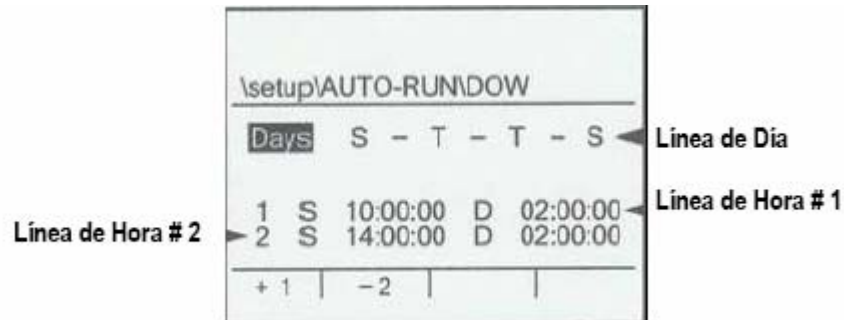 \setup\AUTO-RUN\DOW
Days S – T – T – S
Línea de Día
1 S 10:00:00 D 02:00:00
Línea de Hora # 1
Línea de Hora # 2
2 S 14:00:00 D 02:00:00
+ 1 | – 2 | |